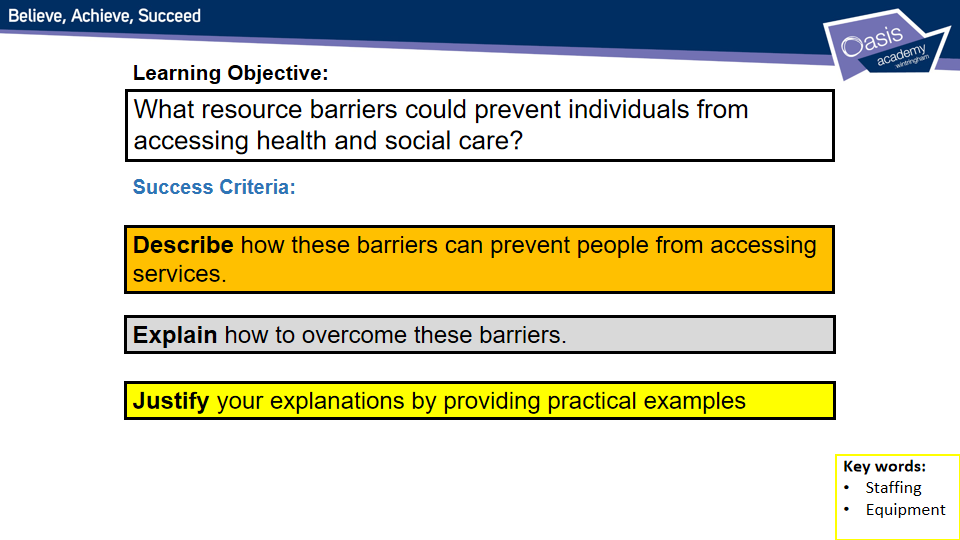 Believe, Achieve, Succeed
Oasis
academy
wintringham
Learning Objective:
What resource barriers could prevent individuals from
accessing health and social care?
Success Criteria:
Describe how these barriers can prevent people from accessing
services.
Explain how to overcome these barriers.
Justify your explanations by providing practical examples
Key words:
• Staffing
• Equipment